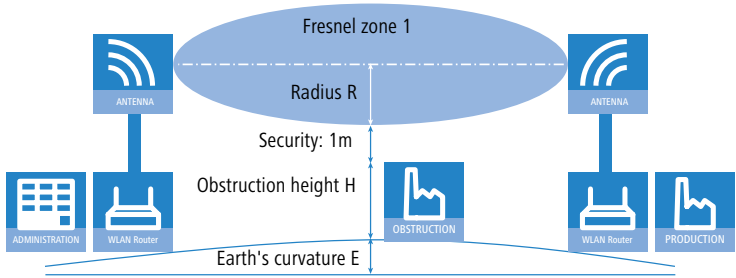 Fresnel zone 1
Radius R
ANTENNA
ANTENNA
Security: 1m
Obstruction height H
OBSTRUCTION
ADMINISTRATION
WLAN Router
WLAN Router
PRODUCTION
Earth's curvature E